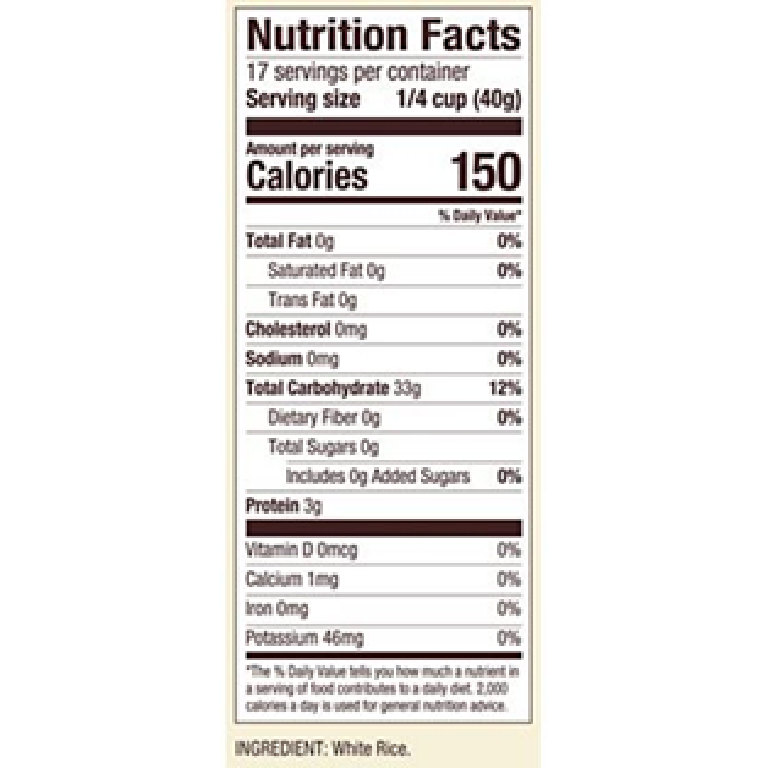 Nutrition Facts
17 servings per container
Serving size 1/4 cup (40g)
Amount per serving
Calories 150
% Daily Value*
Total Fat 0g 0%
Saturated Fat 0g 0%
Trans Fat 0g
Cholesterol 0mg 0%
Sodium 0mg 0%
Total Carbohydrate 33g 12%
Dietary Fiber 0g 0%
Total Sugars 0g
Includes 0g Added Sugars 0%
Protein 3g
Vitamin D 0mcg 0%
Calcium 1mg 0%
Iron 0mg 0%
Potassium 46mg 0%
*The % Daily Value tells you how much a nutrient in
a serving of food contributes to a daily diet. 2,000
calories a day is used for general nutrition advice.
INGREDIENT: White Rice.